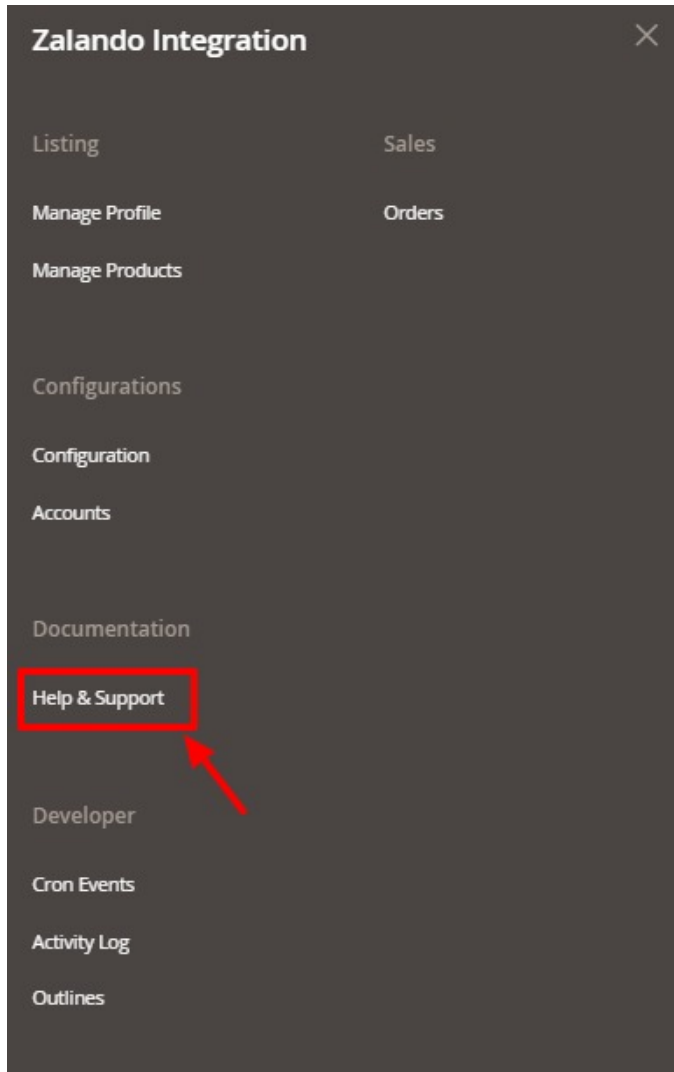 Zalando Integration
Listing
Manage Profile
Manage Products
Sales
Orders
Configurations
Configuration
Accounts
Documentation
Help & Support
Developer
Cron Events
Activity Log
Outlines